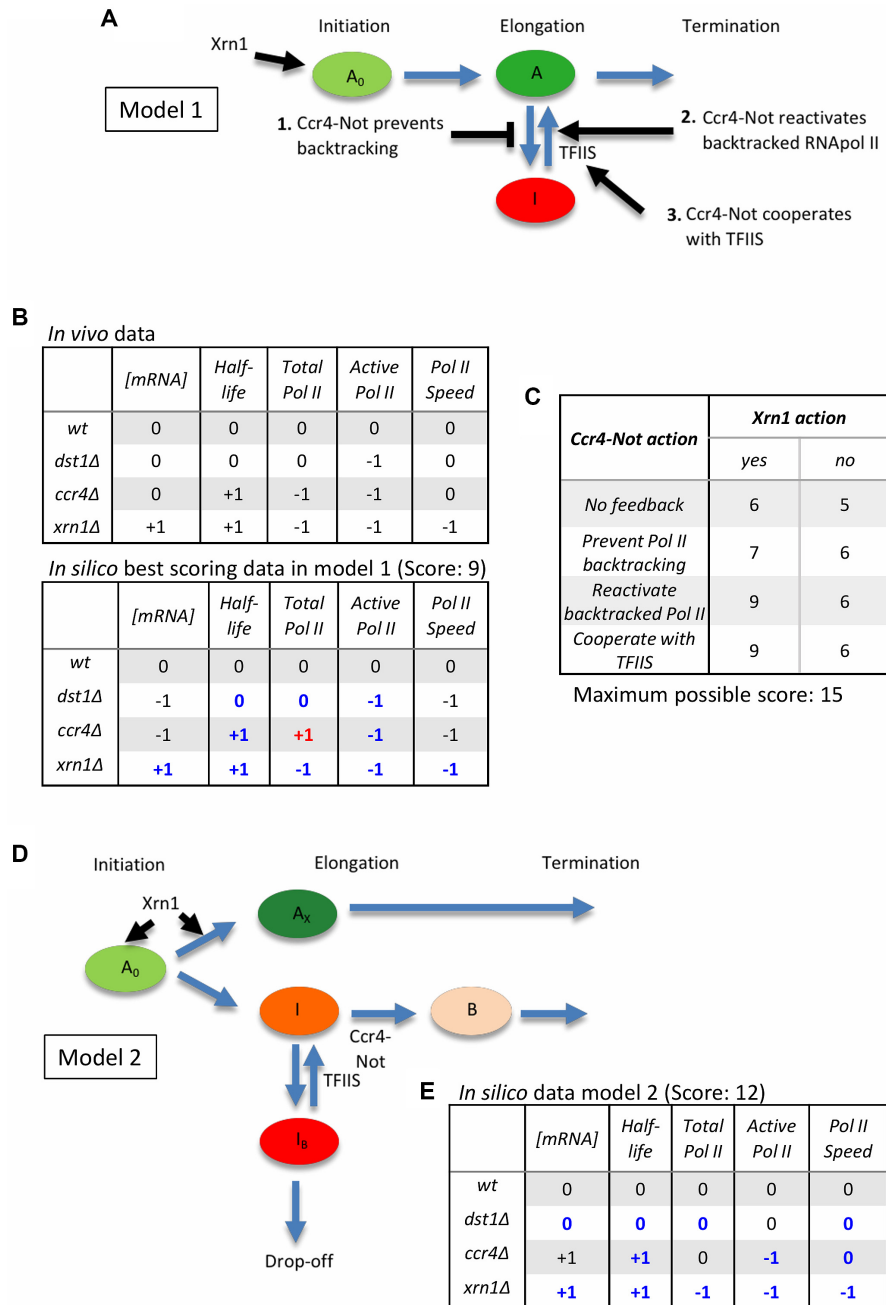 A
Initiation Elongation Termination
Xrn1
A0 A
Model 1
1. Ccr4-Not prevents
backtracking
2. Ccr4-Not reactivates
backtracked RNApol II
TFIIS
I
3. Ccr4-Not cooperates
with TFIIS
B
In vivo data
[mRNA] Half-life Total Pol II Active Pol II Pol II Speed
wt 0 0 0 0 0
dst1Δ 0 0 0 -1 0
ccr4Δ 0 +1 -1 -1 0
xrn1Δ +1 +1 -1 -1 -1
In silico best scoring data in model 1 (Score: 9)
[mRNA] Half-life Total Pol II Active Pol II Pol II Speed
wt 0 0 0 0 0
dst1Δ -1 0 0 -1 -1
ccr4Δ -1 +1 +1 -1 -1
xrn1Δ +1 +1 -1 -1 -1
C
Ccr4-Not action Xrn1 action
yes no
No feedback 6 5
Prevent Pol II backtracking 7 6
Reactivate backtracked Pol II 9 6
Cooperate with TFIIS 9 6
Maximum possible score: 15
D
Initiation Elongation Termination
Xrn1
AX
A0
I B
Ccr4-
Not
Model 2
TFIIS
IB
Drop-off
E
In silico data model 2 (Score: 12)
[mRNA] Half-life Total Pol II Active Pol II Pol II Speed
wt 0 0 0 0 0
dst1Δ 0 0 0 0 0
ccr4Δ +1 +1 0 -1 0
xrn1Δ +1 +1 -1 -1 -1